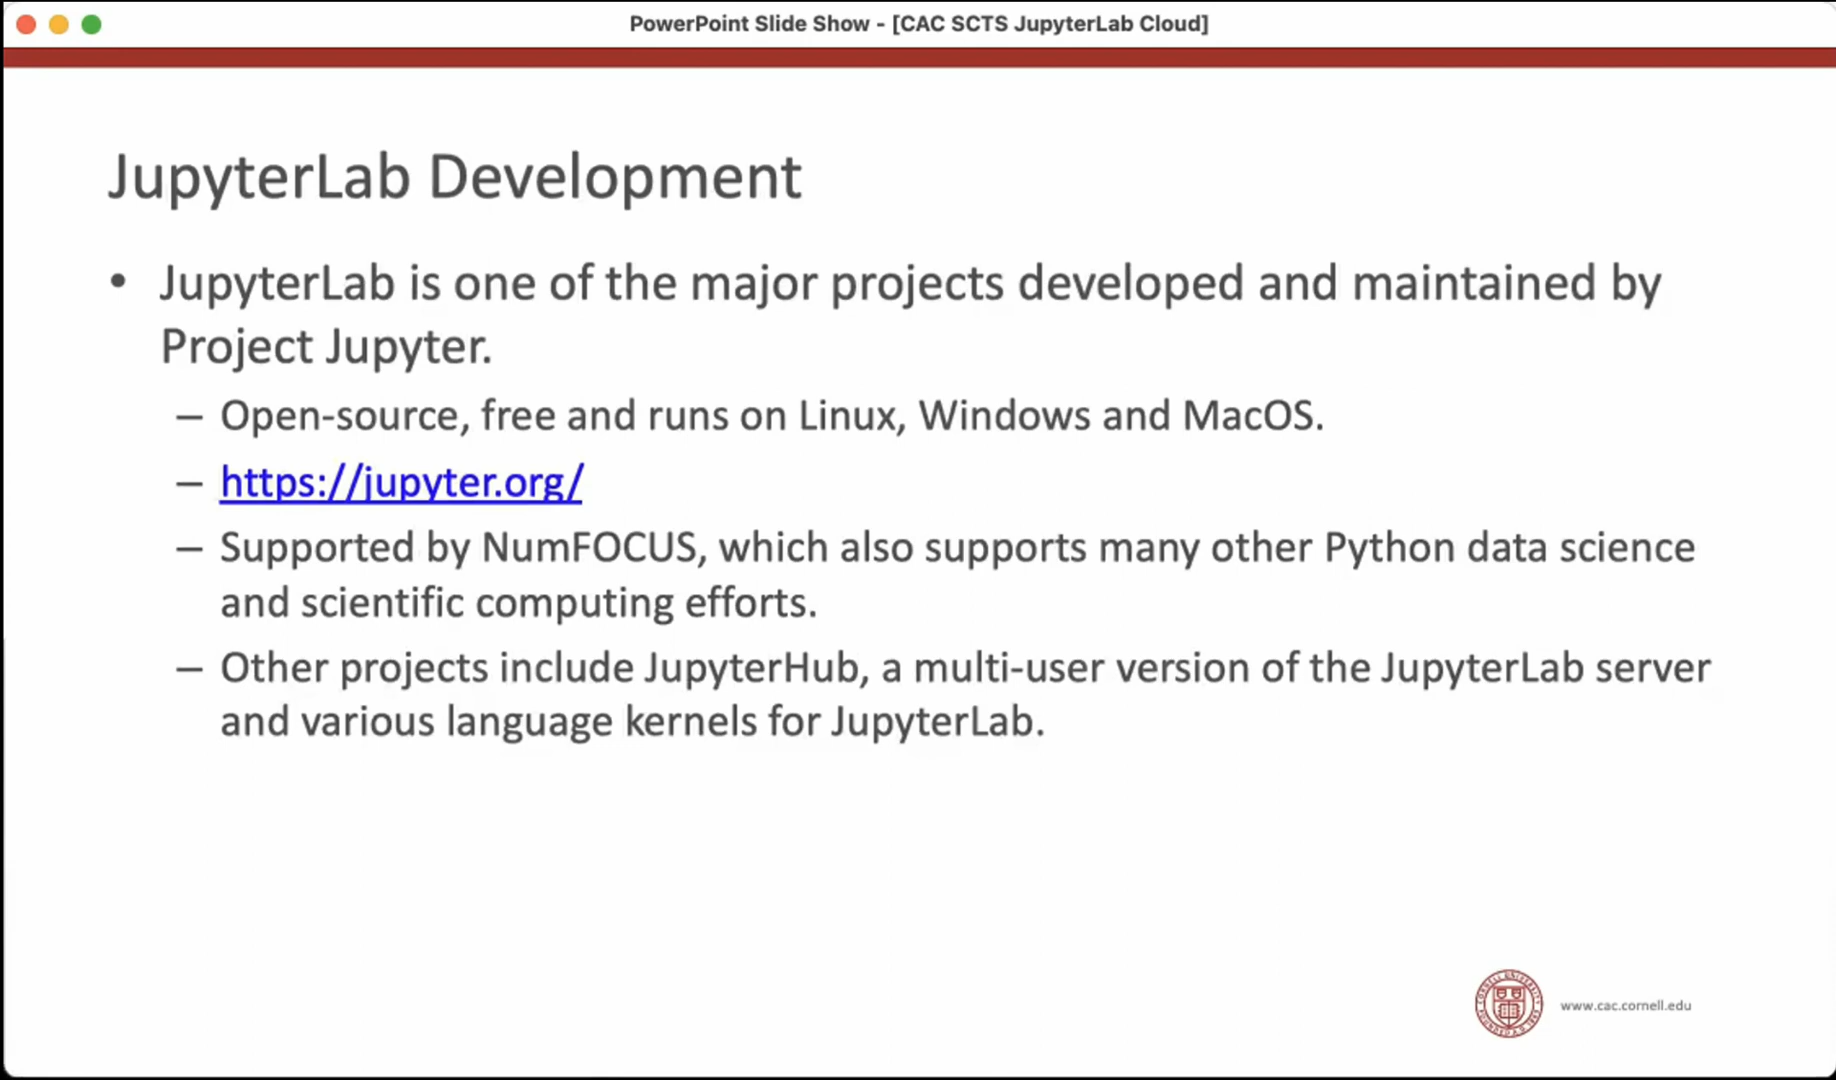 PowerPoint Slide Show - [CAC SCTS JupyterLab Cloud]
JupyterLab Development
• JupyterLab is one of the major projects developed and maintained by
Project Jupyter.
– Open-source, free and runs on Linux, Windows and MacOS.
– https://jupyter.org/
– Supported by NumFOCUS, which also supports many other Python data science
and scientific computing efforts.
– Other projects include JupyterHub, a multi-user version of the JupyterLab server
and various language kernels for JupyterLab.
www.cac.cornell.edu